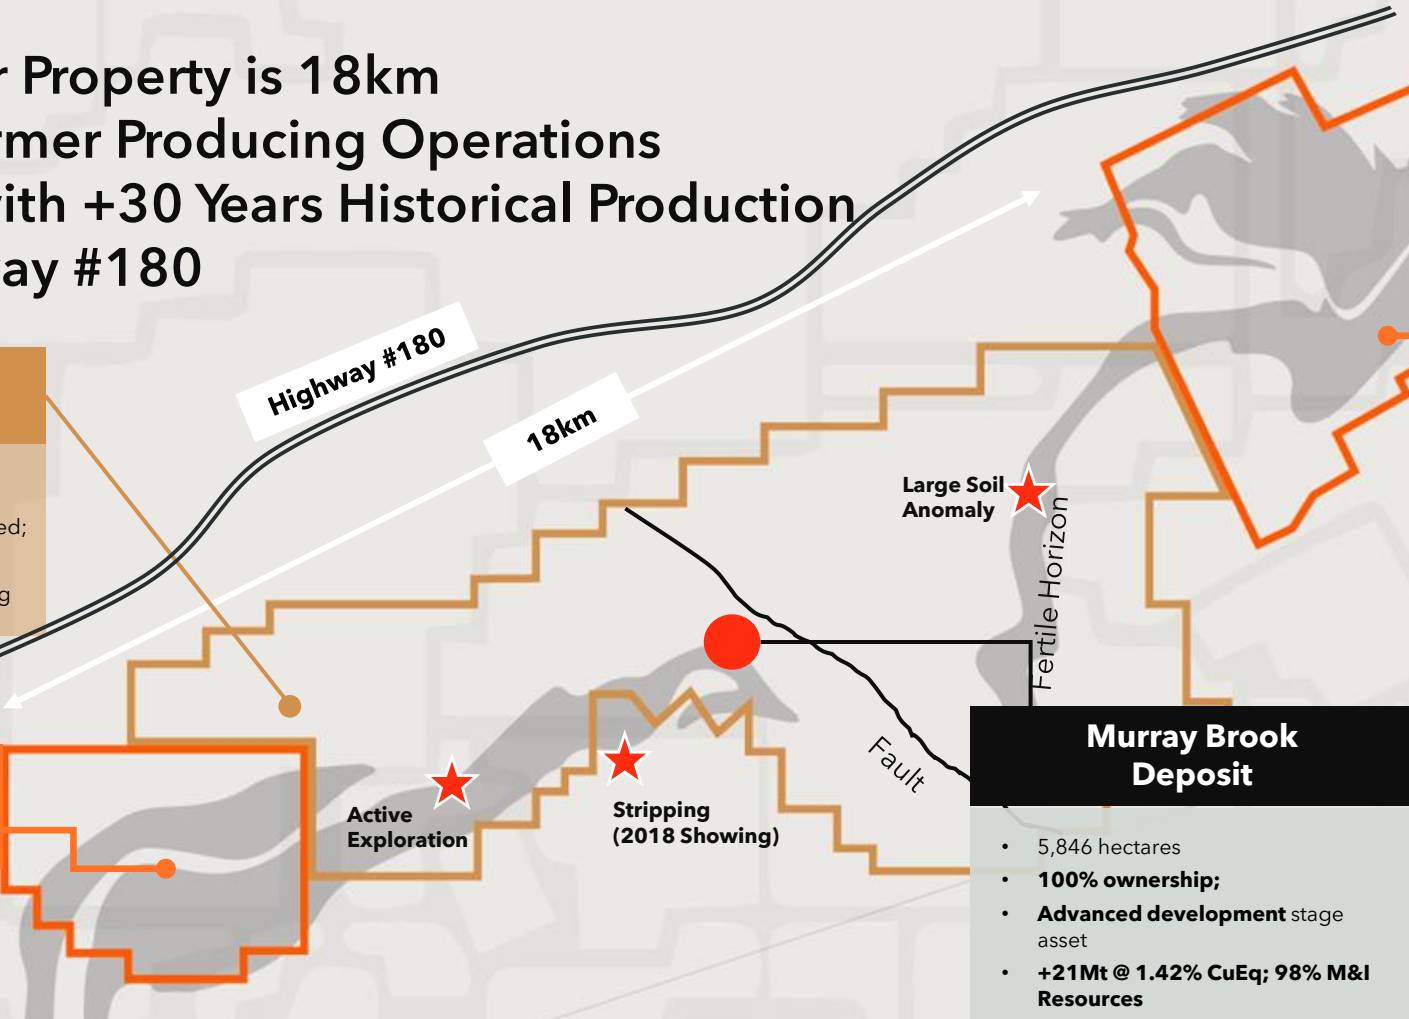 r Property is 18km
rmer Producing Operations
ith +30 Years Historical Production
ay #180
Highway #180
18km
ed;
g
Large Soil
Anomaly
Fertile Horizon
Fault
Active
Exploration
Stripping
(2018 Showing)
Murray Brook
Deposit
• 5,846 hectares
• 100% ownership;
• Advanced development stage
asset
• +21Mt @ 1.42% CuEq; 98% M&I
Resources